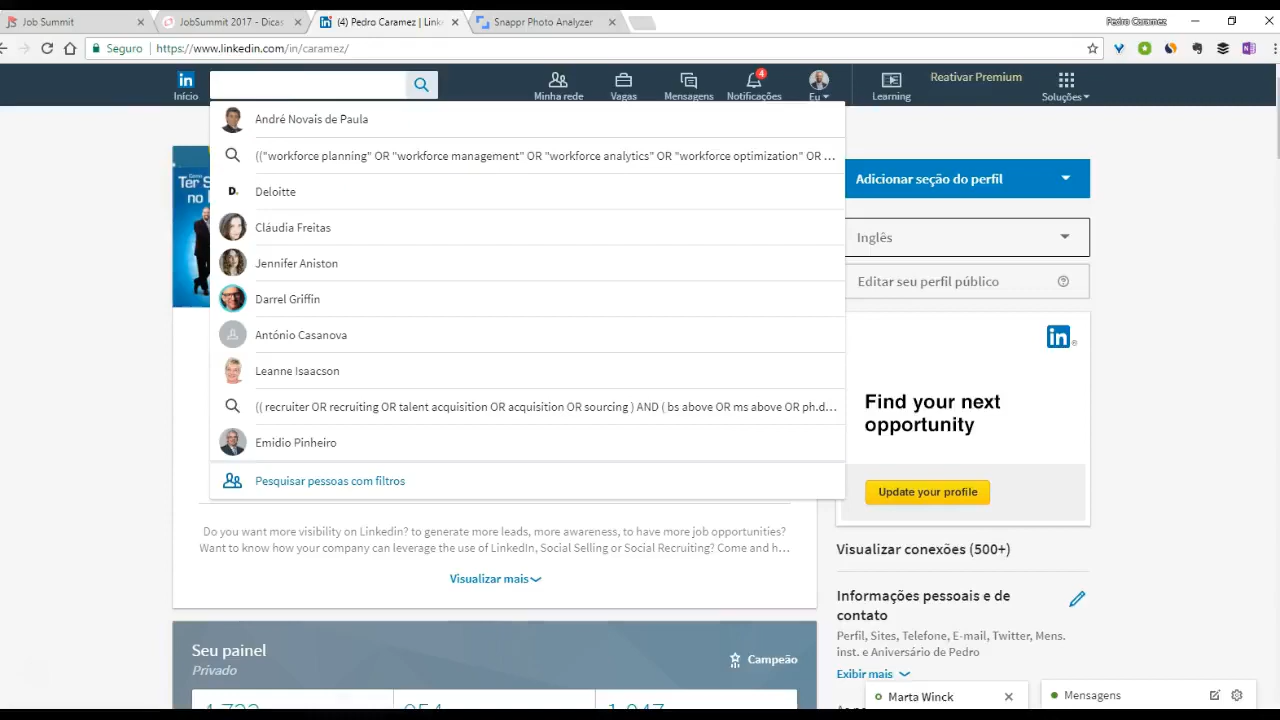 Job Summit
JobSummit 2017 - Dicas
(4) Pedro Caramez | Link
Snappr Photo Analyzer
Pedro Caramez
Seguro
https://www.linkedin.com/in/caramez/
in
Início
Minha rede
Vagas
Mensagens
4
Notificações
Eu
Learning
Reativar Premium
Soluções
André Novais de Paula
(("workforce planning" OR "workforce management" OR "workforce analytics" OR "workforce optimization" OR ...
D.
Deloitte
Cláudia Freitas
Jennifer Aniston
Darrel Griffin
António Casanova
Leanne Isaacson
(( recruiter OR recruiting OR talent acquisition OR acquisition OR sourcing ) AND ( bs above OR ms above OR ph.d...
Emidio Pinheiro
Pesquisar pessoas com filtros
Do you want more visibility on Linkedin? to generate more leads, more awareness, to have more job opportunities?
Want to know how your company can leverage the use of LinkedIn, Social Selling or Social Recruiting? Come and h...
Visualizar mais
Seu painel
Privado
Campeão
Adicionar seção do perfil
Inglês
Editar seu perfil público
in
Find your next
opportunity
Update your profile
Visualizar conexões (500+)
Informações pessoais e de
contato
Perfil, Sites, Telefone, E-mail, Twitter, Mens.
inst. e Aniversário de Pedro
Exibir mais
Marta Winck
Mensagens